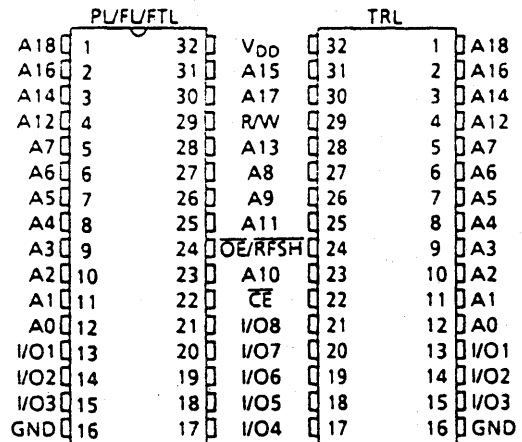 PL/FL/FTL TRL
A18 1 32 VDD 32 1 A18
A16 2 31 A15 31 2 A16
A14 3 30 A17 30 3 A14
A12 4 29 R/W 29 4 A12
A7 5 28 A13 28 5 A7
A6 6 27 A8 27 6 A6
A5 7 26 A9 26 7 A5
A4 8 25 A11 25 8 A4
A3 9 24 OE/RFSH 24 9 A3
A2 10 23 A10 23 10 A2
A1 11 22 CE 22 11 A1
A0 12 21 I/O8 21 12 A0
I/O1 13 20 I/O7 20 13 I/O1
I/O2 14 19 I/O6 19 14 I/O2
I/O3 15 18 I/O5 18 15 I/O3
GND 16 17 I/O4 17 16 GND